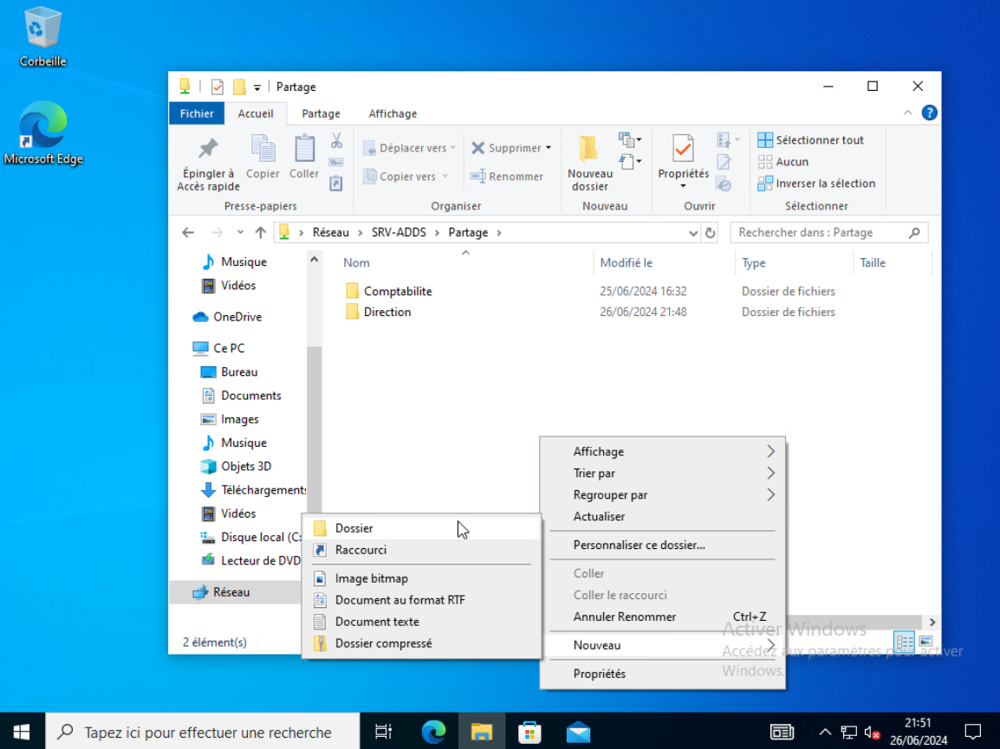 Corbeille
Microsoft Edge
Partage
Fichier
Accueil
Partage
Affichage
Épingler à
Accès rapide
Copier
Coller
Déplacer vers
Copier vers
Supprimer
Renommer
Nouveau
dossier
Propriétés
Sélectionner tout
Aucun
Inverser la sélection
Presse-papiers
Organiser
Nouveau
Ouvrir
Sélectionner
Réseau > SRV-ADDS > Partage >
Rechercher dans : Partage
Nom
Modifié le
Type
Taille
Comptabilite
25/06/2024 16:32
Dossier de fichiers
Direction
26/06/2024 21:48
Dossier de fichiers
Musique
Vidéos
OneDrive
Ce PC
Bureau
Documents
Images
Musique
Objets 3D
Téléchargements
Vidéos
Disque local (C:
Lecteur de DVD
Réseau
2 élément(s)
Affichage
Trier par
Regrouper par
Actualiser
Personnaliser ce dossier...
Coller
Coller le raccourci
Annuler Renommer Ctrl+Z
Nouveau
Propriétés
Dossier
Raccourci
Image bitmap
Document au format RTF
Document texte
Dossier compressé
Activer Windows
Accédez aux paramètres pour activer
Windows.
Tapez ici pour effectuer une recherche
21:51
26/06/2024